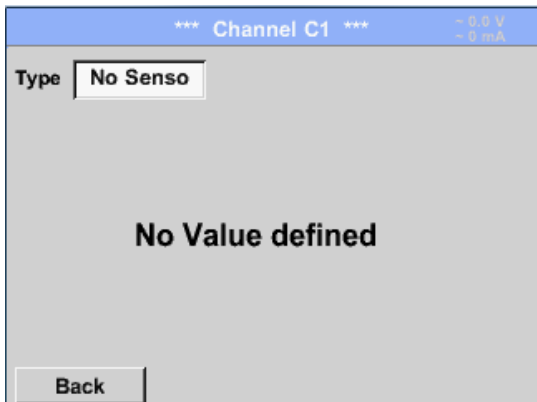 *** Channel C1 ***
~ 0.0 V
~ 0 mA
Type No Senso
No Value defined
Back